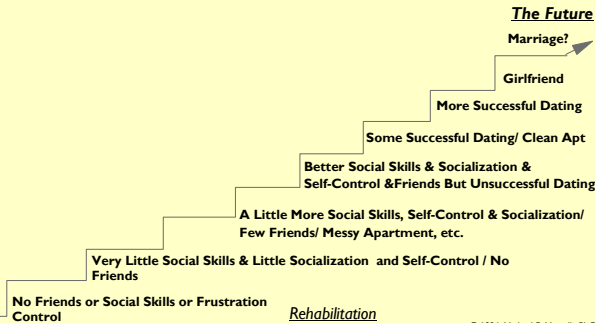 The Future
Marriage?
Girlfriend
More Successful Dating
Some Successful Dating/ Clean Apt
Better Social Skills & Socialization &
Self-Control &Friends But Unsuccessful Dating
A Little More Social Skills, Self-Control & Socialization/
Few Friends/ Messy Apartment, etc.
Very Little Social Skills & Little Socialization and Self-Control / No
Friends
No Friends or Social Skills or Frustration
Control
Rehabilitation